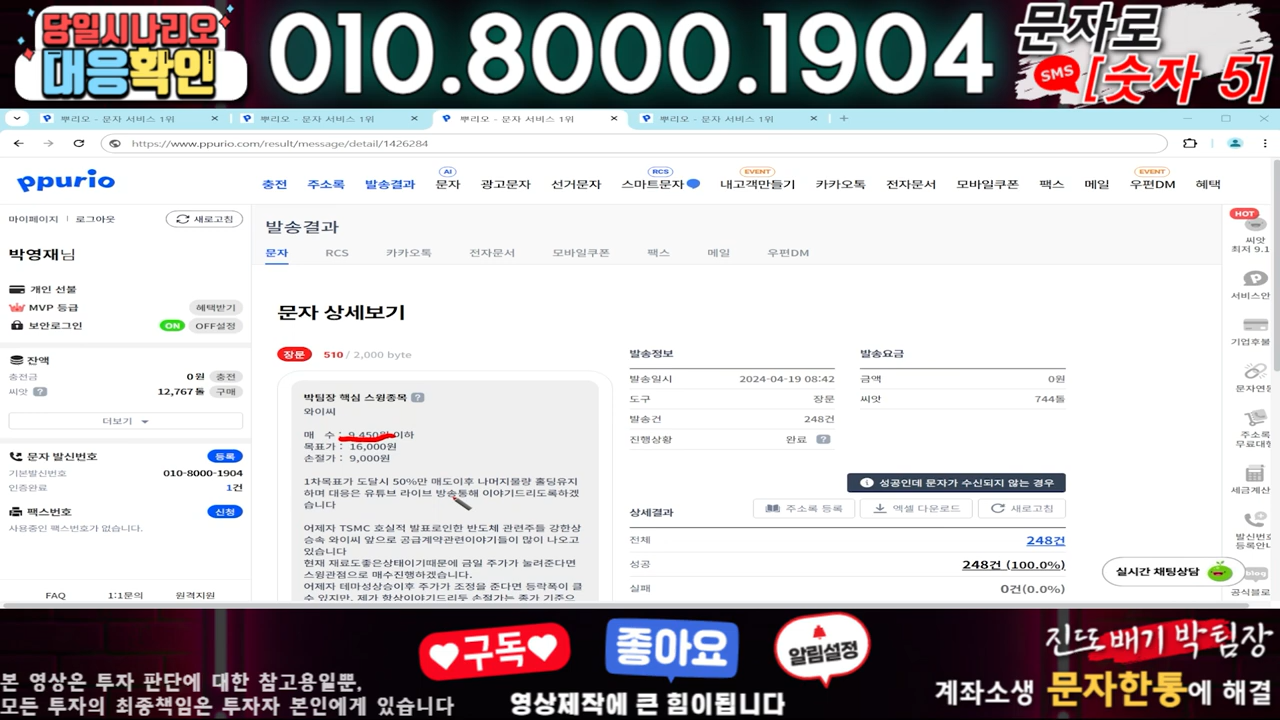 당일시나리오
대응확인
010.8000.1904
문자로
SMS
[숫자 5]
뿌리오 - 문자 서비스 1위
뿌리오 - 문자 서비스 1위
뿌리오 - 문자 서비스 1위
뿌리오 - 문자 서비스 1위
https://www.ppurio.com/result/message/detail/1426284
ppurio
충전
주소록
발송결과
AI
문자
광고문자
선거문자
RCS
스마트문자
EVENT
내고객만들기
카카오톡
전자문서
모바일쿠폰
팩스
메일
EVENT
우편DM
혜택
마이페이지 | 로그아웃
새로고침
박영재님
개인 선불
MVP 등급
혜택받기
보안로그인
ON
OFF설정
잔액
충전금
0원
충전
씨앗 ?
12,767톨
구매
더보기
문자 발신번호
등록
기본발신번호
010-8000-1904
인증완료
1건
팩스번호
신청
사용중인 팩스번호가 없습니다.
FAQ
1:1문의
원격지원
발송결과
문자
RCS
카카오톡
전자문서
모바일쿠폰
팩스
메일
우편DM
문자 상세보기
장문
510 / 2,000 byte
박팀장 핵심 스윙종목 ?
와이씨
매 수 : 9,450원 이하
목표가 : 16,000원
손절가 : 9,000원
1차목표가 도달시 50%만 매도이후 나머지물량 홀딩유지
하며 대응은 유튜브 라이브 방송통해 이야기드리도록하겠
습니다
어제자 TSMC 호실적 발표로인한 반도체 관련주들 강한상
승속 와이씨 앞으로 공급계약관련이야기들이 많이 나오고
있습니다
현재 재료도좋은상태이기때문에 금일 주가가 눌려준다면
스윙관점으로 매수진행하겠습니다.
어제자 테마성상승이후 주가가 조정을 준다면 등락폭이 클
수 있지만, 제가 항상이야기드리듯 손절가는 종가 기준으
발송정보
발송일시
2024-04-19 08:42
도구
장문
발송건
248건
진행상황
완료 ?
발송요금
금액
0원
씨앗
744톨
성공인데 문자가 수신되지 않는 경우
상세결과
주소록 등록
엑셀 다운로드
새로고침
전체
248건
성공
248건 (100.0%)
실패
0건(0.0%)
HOT
씨앗
최저 9.1
서비스안
기업후불
문자연동
주소록
무료대행
세금계산
발신번호
등록안내
blog
공식블로
실시간 채팅상담
구독
좋아요
알림설정
영상제작에 큰 힘이됩니다
본 영상은 투자 판단에 대한 참고용일뿐,
모든 투자의 최종책임은 투자자 본인에게 있습니다
진또배기 박팀장
계좌소생 문자한통에 해결